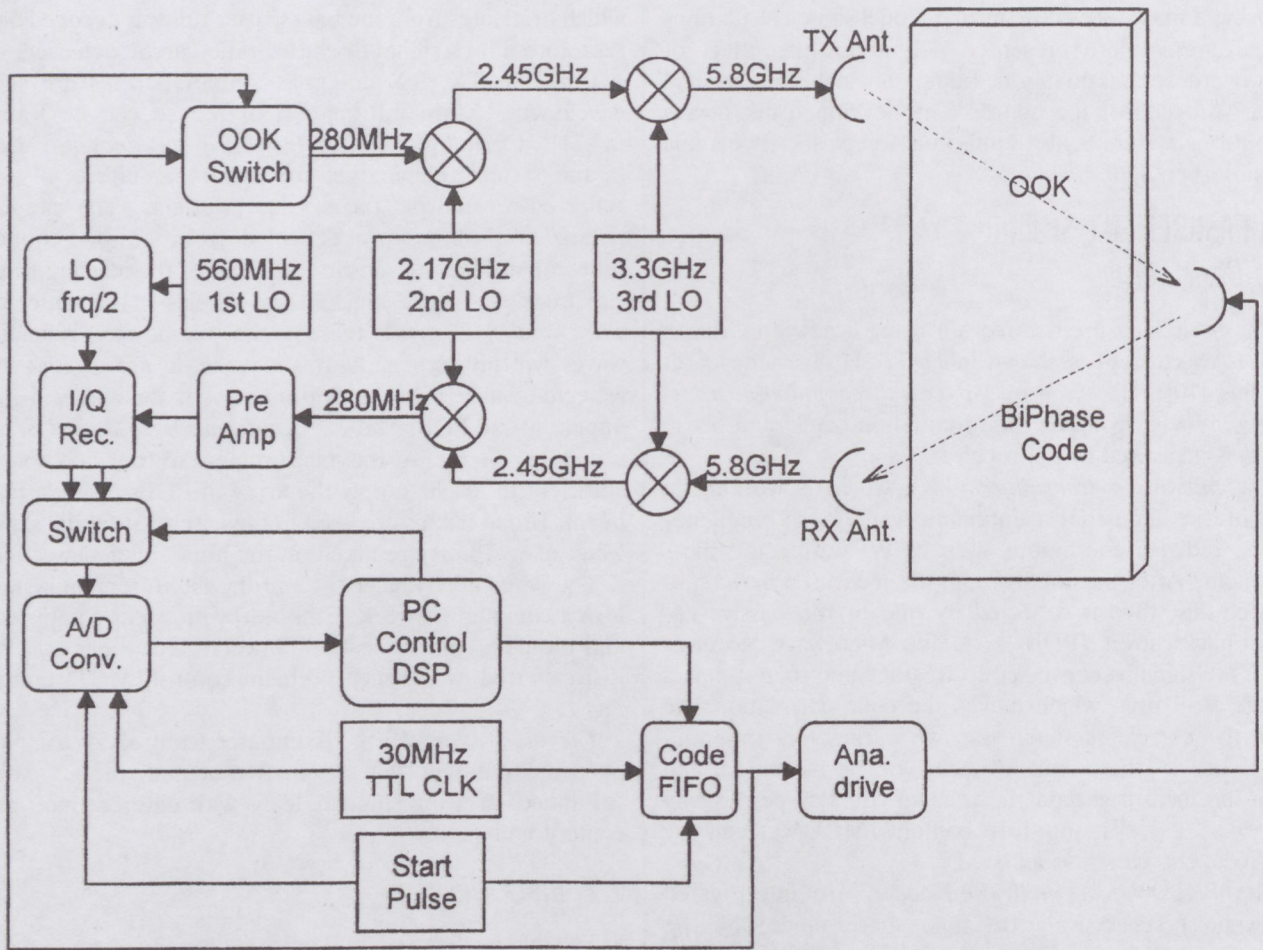 TX Ant.
2.45GHz
5.8GHz
OOK
Switch
280MHz
OOK
LO
frq/2
560MHz
1st LO
2.17GHz
2nd LO
3.3GHz
3rd LO
I/Q
Rec.
Pre
Amp
280MHz
BiPhase
Code
2.45GHz
5.8GHz
RX Ant.
Switch
A/D
Conv.
PC
Control
DSP
30MHz
TTL CLK
Code
FIFO
Ana.
drive
Start
Pulse